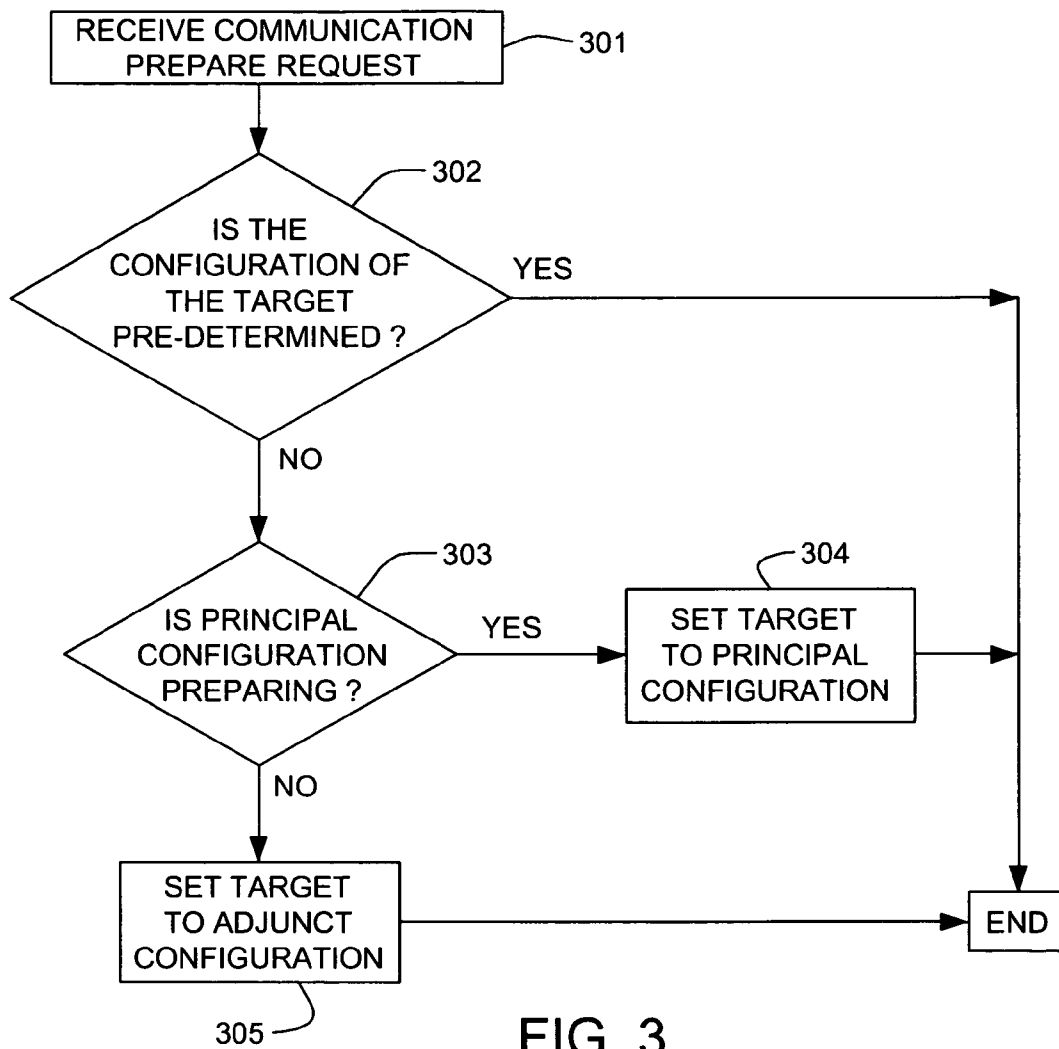 RECEIVE COMMUNICATION
PREPARE REQUEST
301
302
IS THE
CONFIGURATION OF
THE TARGET
PRE-DETERMINED ?
YES
NO
303
IS PRINCIPAL
CONFIGURATION
PREPARING ?
YES
304
SET TARGET
TO PRINCIPAL
CONFIGURATION
NO
SET TARGET
TO ADJUNCT
CONFIGURATION
305
END
FIG. 3